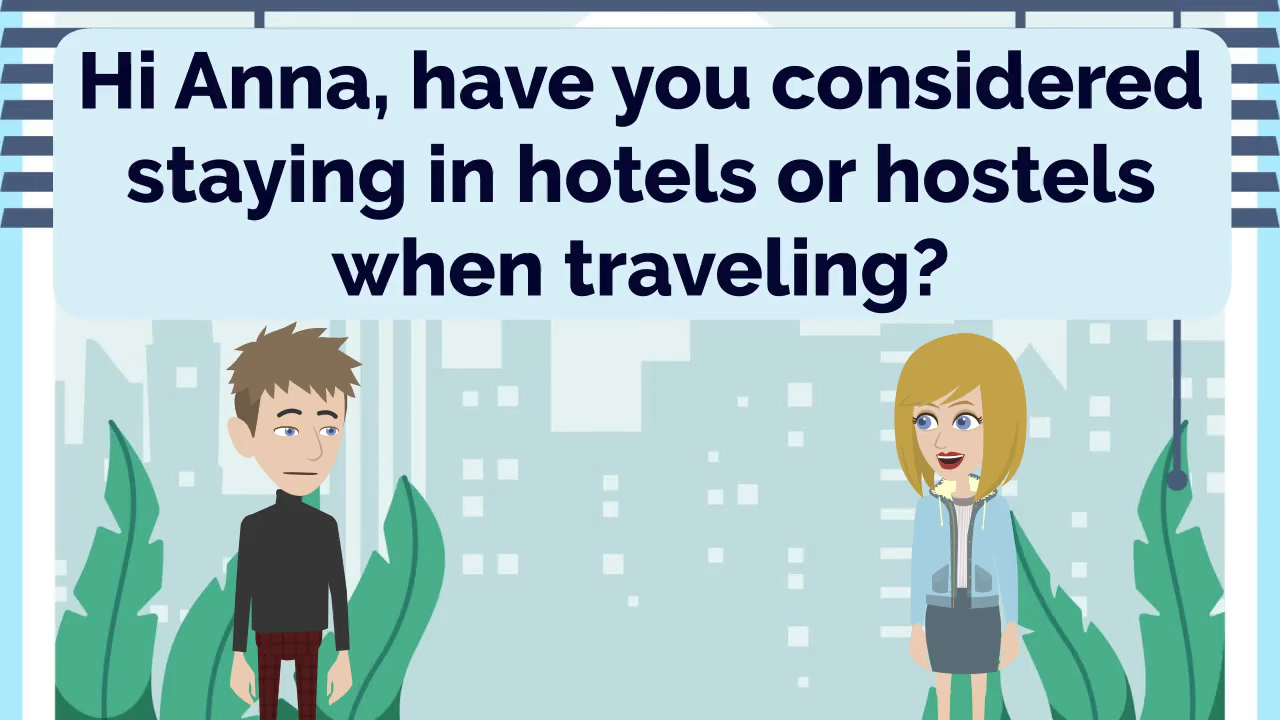 Hi Anna, have you considered
staying in hotels or hostels
when traveling?